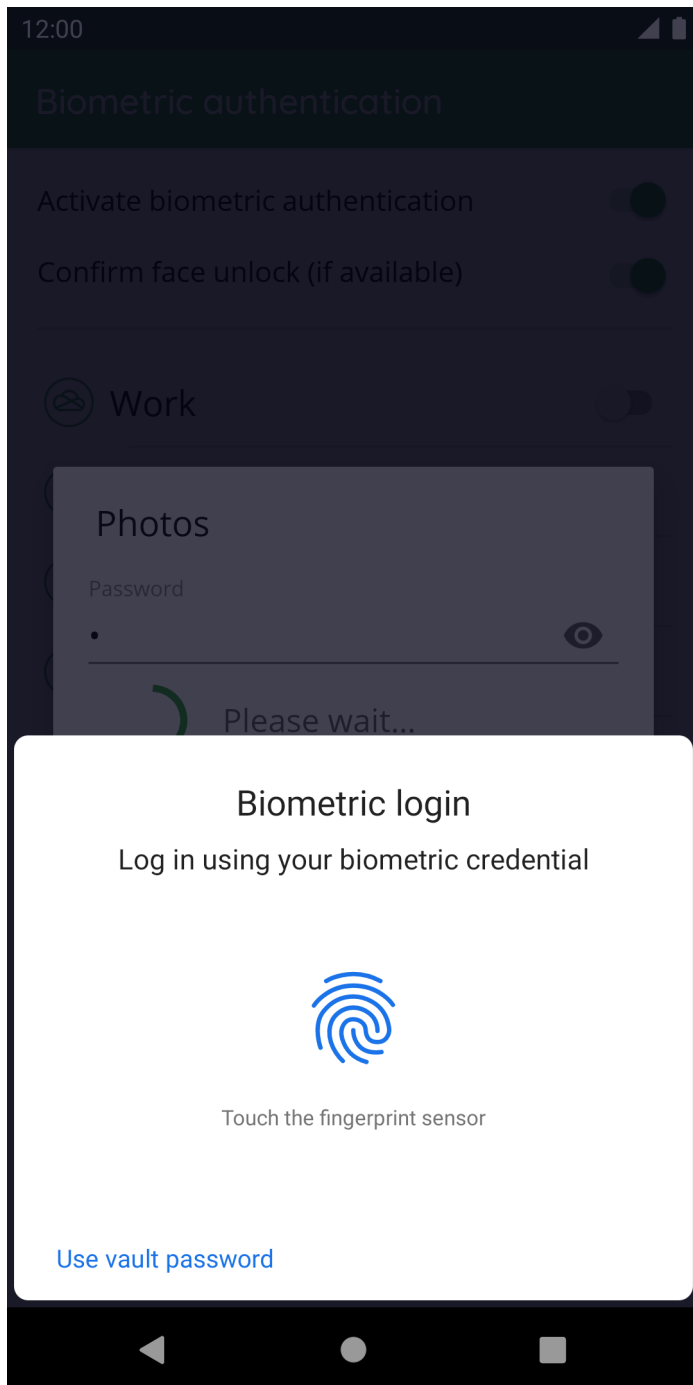 12:00
Biometric authentication
Activate biometric authentication
Confirm face unlock (if available)
Work
Photos
Password
Please wait...
Biometric login
Log in using your biometric credential
Touch the fingerprint sensor
Use vault password